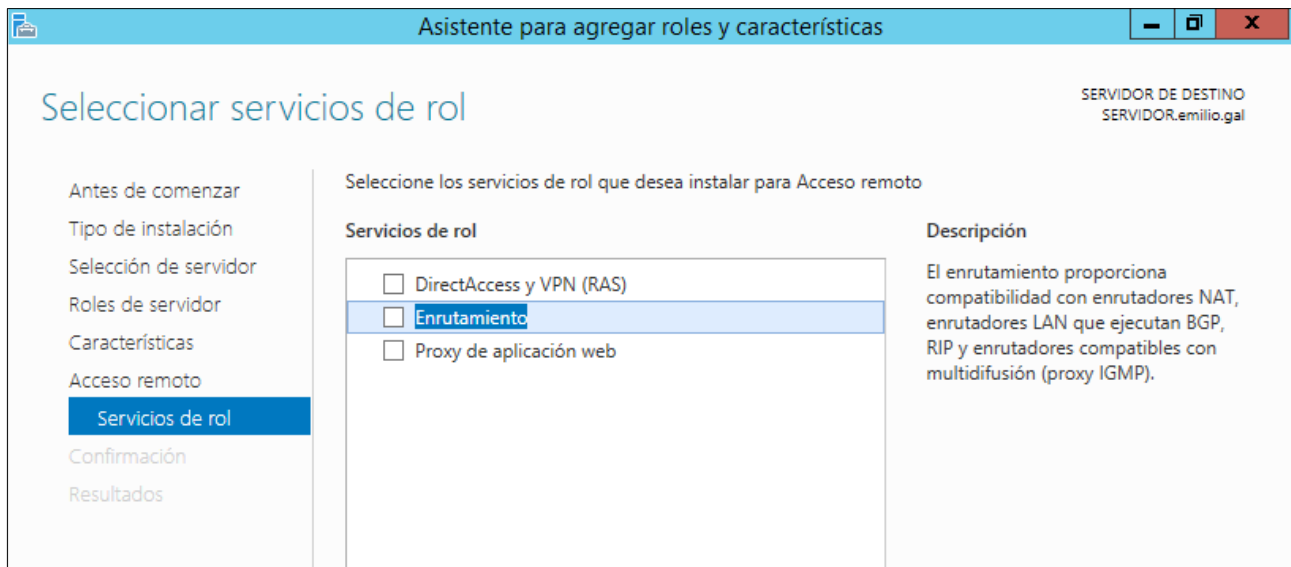 Asistente para agregar roles y características
Seleccionar servicios de rol
SERVIDOR DE DESTINO
SERVIDOR.emilio.gal
Antes de comenzar
Tipo de instalación
Selección de servidor
Roles de servidor
Características
Acceso remoto
Servicios de rol
Confirmación
Resultados
Seleccione los servicios de rol que desea instalar para Acceso remoto
Servicios de rol
DirectAccess y VPN (RAS)
Enrutamiento
Proxy de aplicación web
Descripción
El enrutamiento proporciona
compatibilidad con enrutadores NAT,
enrutadores LAN que ejecutan BGP,
RIP y enrutadores compatibles con
multidifusión (proxy IGMP).